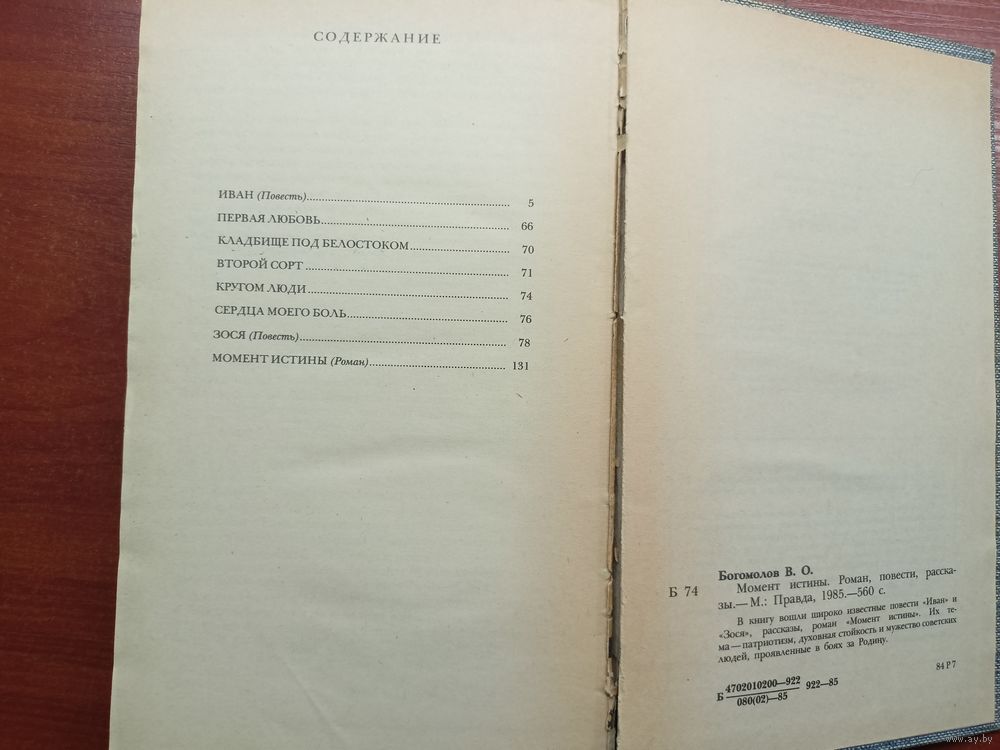 СОДЕРЖАНИЕ
ИВАН (Повесть) 5
ПЕРВАЯ ЛЮБОВЬ 66
КЛАДБИЩЕ ПОД БЕЛОСТОКОМ 70
ВТОРОЙ СОРТ 71
КРУГОМ ЛЮДИ 74
СЕРДЦА МОЕГО БОЛЬ 76
ЗОСЯ (Повесть) 78
МОМЕНТ ИСТИНЫ (Роман) 131
Богомолов В. О.
Б 74 Момент истины. Роман, повести, расска-
зы.—М.: Правда, 1985.—560 с.
В книгу вошли широко известные повести «Иван» и
«Зося», рассказы, роман «Момент истины». Их те-
ма—патриотизм, духовная стойкость и мужество советских
людей, проявленные в боях за Родину.
84 Р 7
4702010200—922
Б 922—85
080(02)—85
www.ay.by